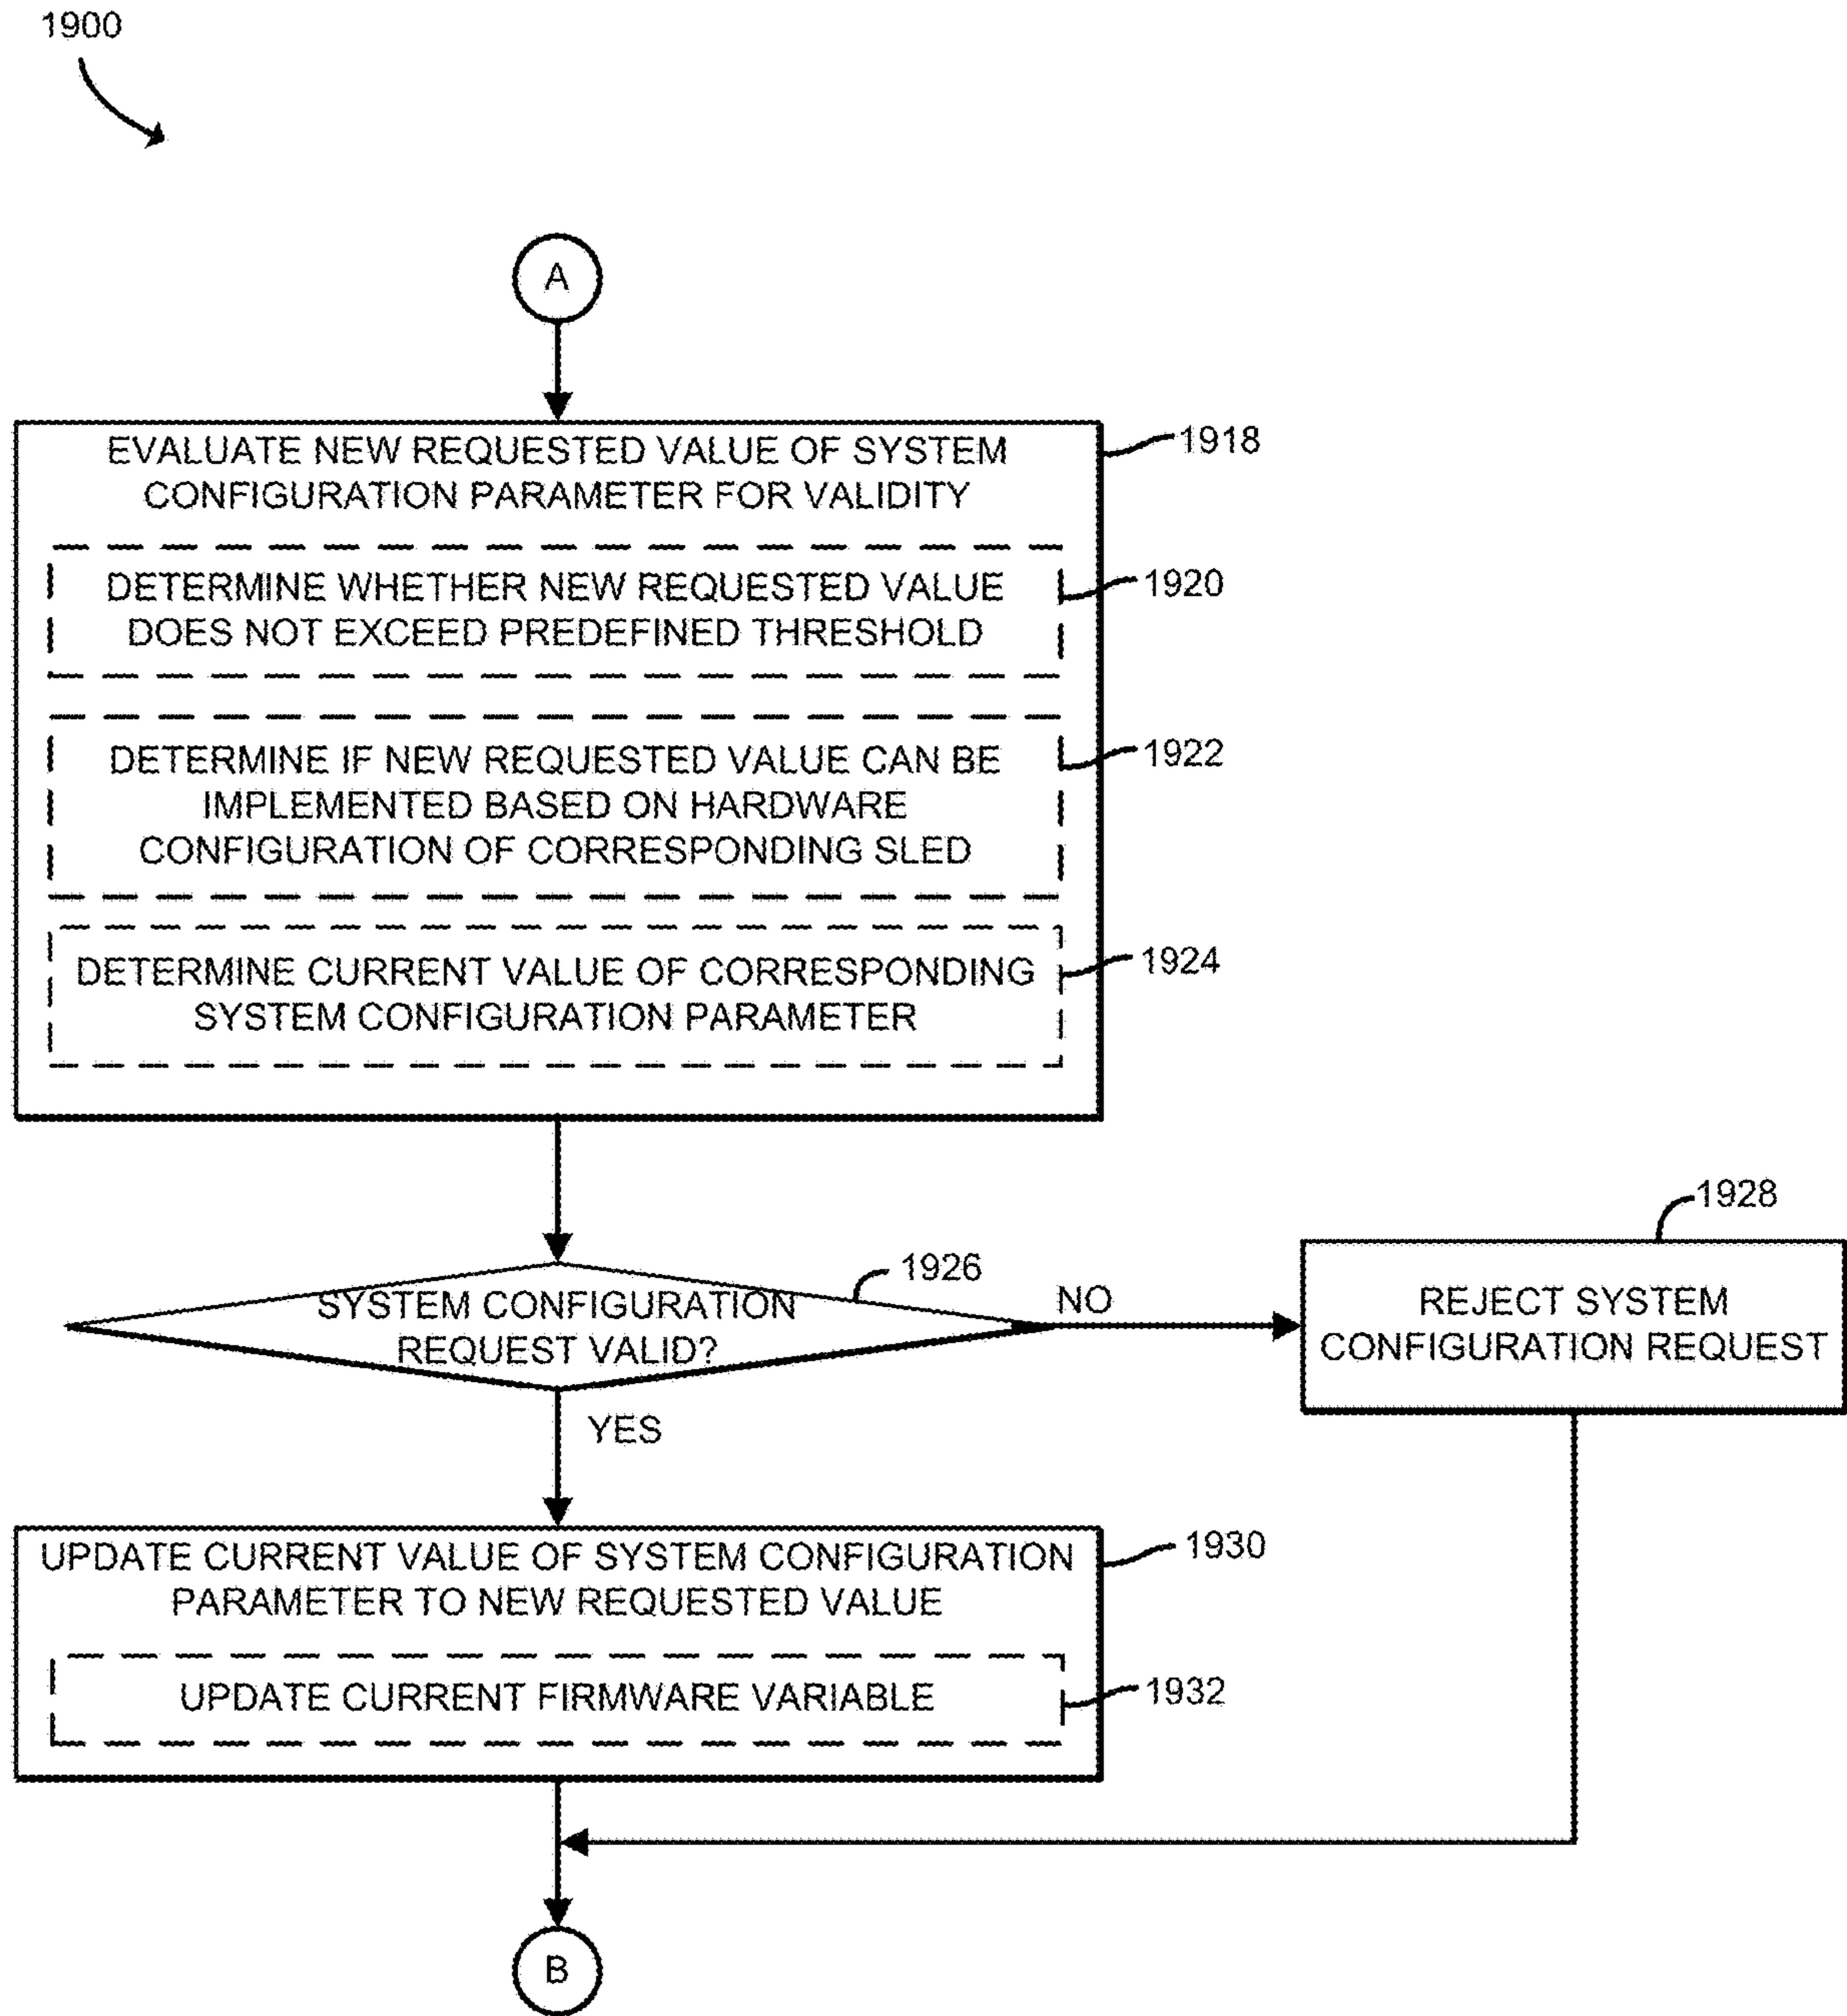 1900
A
EVALUATE NEW REQUESTED VALUE OF SYSTEM
CONFIGURATION PARAMETER FOR VALIDITY
1918
DETERMINE WHETHER NEW REQUESTED VALUE
DOES NOT EXCEED PREDEFINED THRESHOLD
1920
DETERMINE IF NEW REQUESTED VALUE CAN BE
IMPLEMENTED BASED ON HARDWARE
CONFIGURATION OF CORRESPONDING SLED
1922
DETERMINE CURRENT VALUE OF CORRESPONDING
SYSTEM CONFIGURATION PARAMETER
1924
SYSTEM CONFIGURATION
REQUEST VALID?
1926
NO
REJECT SYSTEM
CONFIGURATION REQUEST
1928
YES
UPDATE CURRENT VALUE OF SYSTEM CONFIGURATION
PARAMETER TO NEW REQUESTED VALUE
1930
UPDATE CURRENT FIRMWARE VARIABLE
1932
B